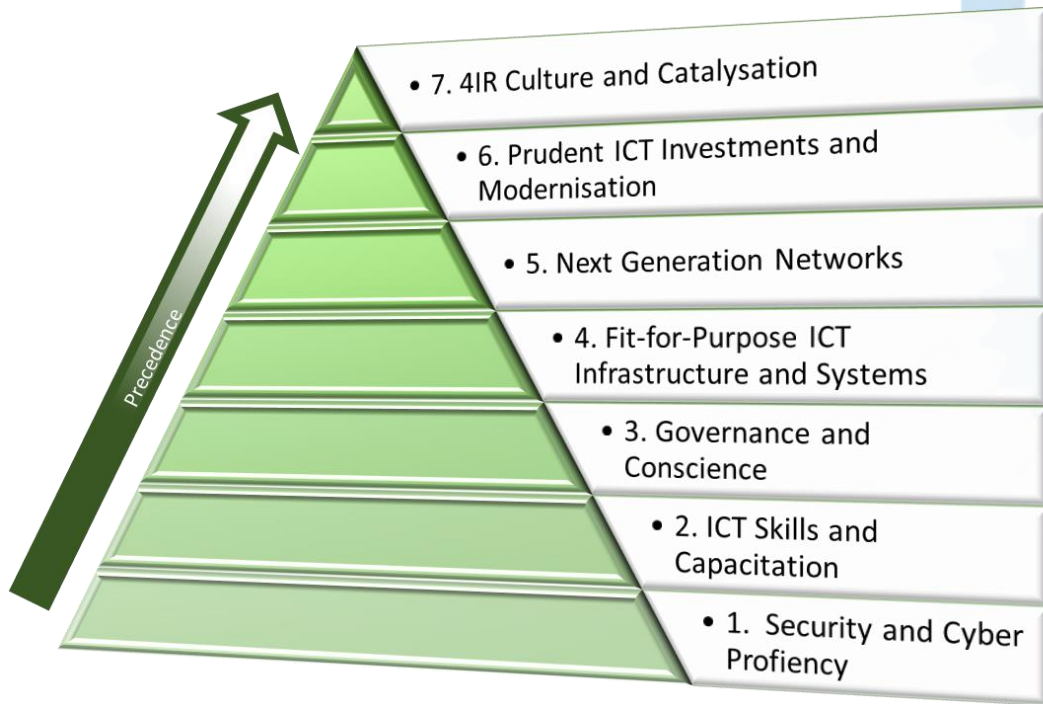 • 7. 4IR Culture and Catalysation
• 6. Prudent ICT Investments and
Modernisation
• 5. Next Generation Networks
• 4. Fit-for-Purpose ICT
Infrastructure and Systems
• 3. Governance and
Conscience
• 2. ICT Skills and
Capacitation
• 1. Security and Cyber
Profiency
Precedence